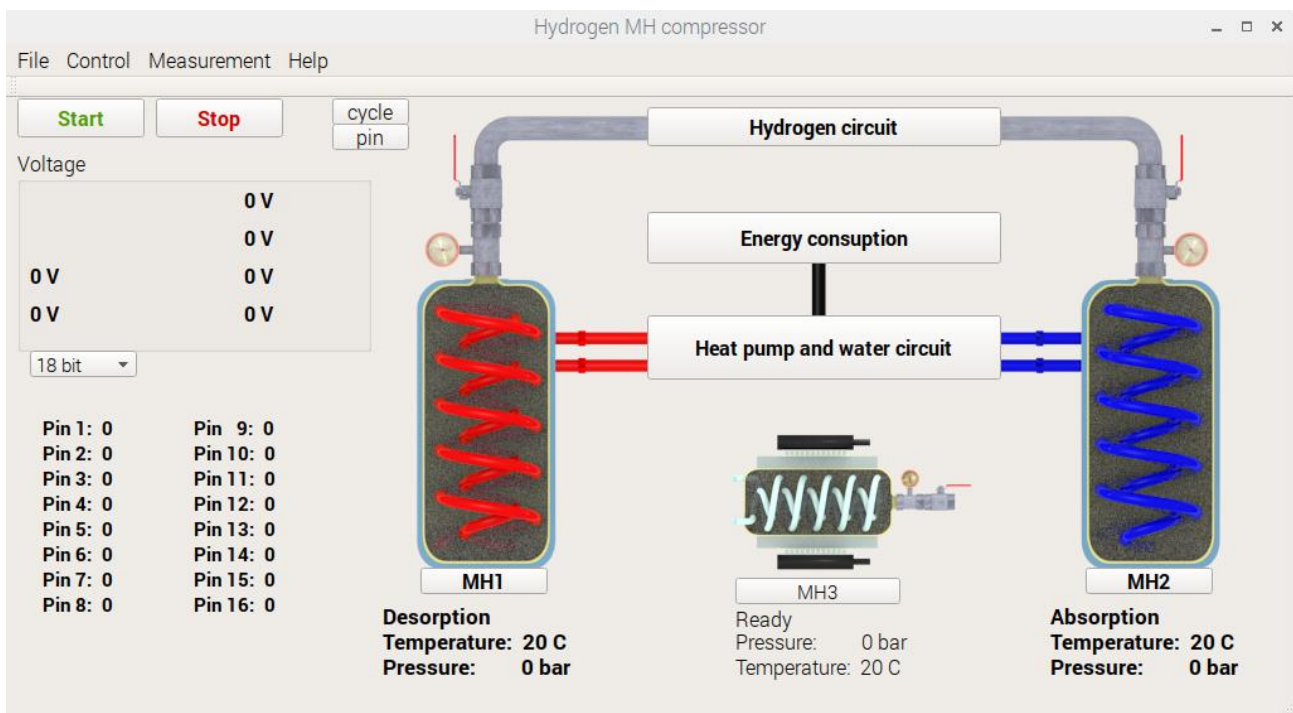 Hydrogen MH compressor
File Control Measurement Help
Start Stop cycle
pin
Hydrogen circuit
Voltage
0 V
0 V
0 V 0 V
0 V 0 V
18 bit
Energy consuption
Heat pump and water circuit
Pin 1: 0 Pin 9: 0
Pin 2: 0 Pin 10: 0
Pin 3: 0 Pin 11: 0
Pin 4: 0 Pin 12: 0
Pin 5: 0 Pin 13: 0
Pin 6: 0 Pin 14: 0
Pin 7: 0 Pin 15: 0
Pin 8: 0 Pin 16: 0
MH1
Desorption
Temperature: 20 C
Pressure: 0 bar
MH3
Ready
Pressure: 0 bar
Temperature: 20 C
MH2
Absorption
Temperature: 20 C
Pressure: 0 bar